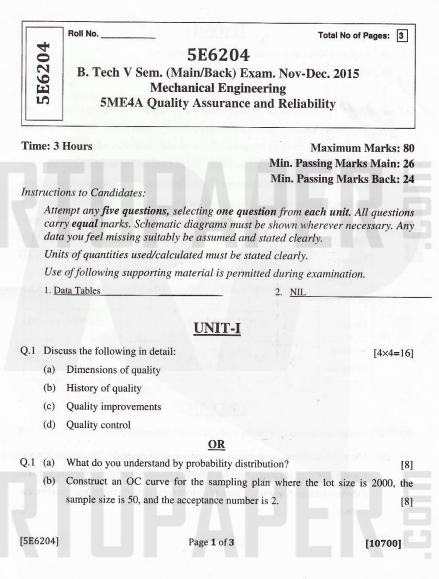 Roll No.
Total No of Pages: 3
5E6204
5E6204
B. Tech V Sem. (Main/Back) Exam. Nov-Dec. 2015
Mechanical Engineering
5ME4A Quality Assurance and Reliability
Time: 3 Hours
Maximum Marks: 80
Min. Passing Marks Main: 26
Min. Passing Marks Back: 24
Instructions to Candidates:
Attempt any five questions, selecting one question from each unit. All questions
carry equal marks. Schematic diagrams must be shown wherever necessary. Any
data you feel missing suitably be assumed and stated clearly.
Units of quantities used/calculated must be stated clearly.
Use of following supporting material is permitted during examination.
1. Data Tables
2. NIL
UNIT-I
Q.1 Discuss the following in detail: [4×4=16]
(a) Dimensions of quality
(b) History of quality
(c) Quality improvements
(d) Quality control
OR
Q.1 (a) What do you understand by probability distribution? [8]
(b) Construct an OC curve for the sampling plan where the lot size is 2000, the
sample size is 50, and the acceptance number is 2. [8]
[5E6204]
Page 1 of 3
[10700]
RTUPAPER.COM
RTUPAPER.COM